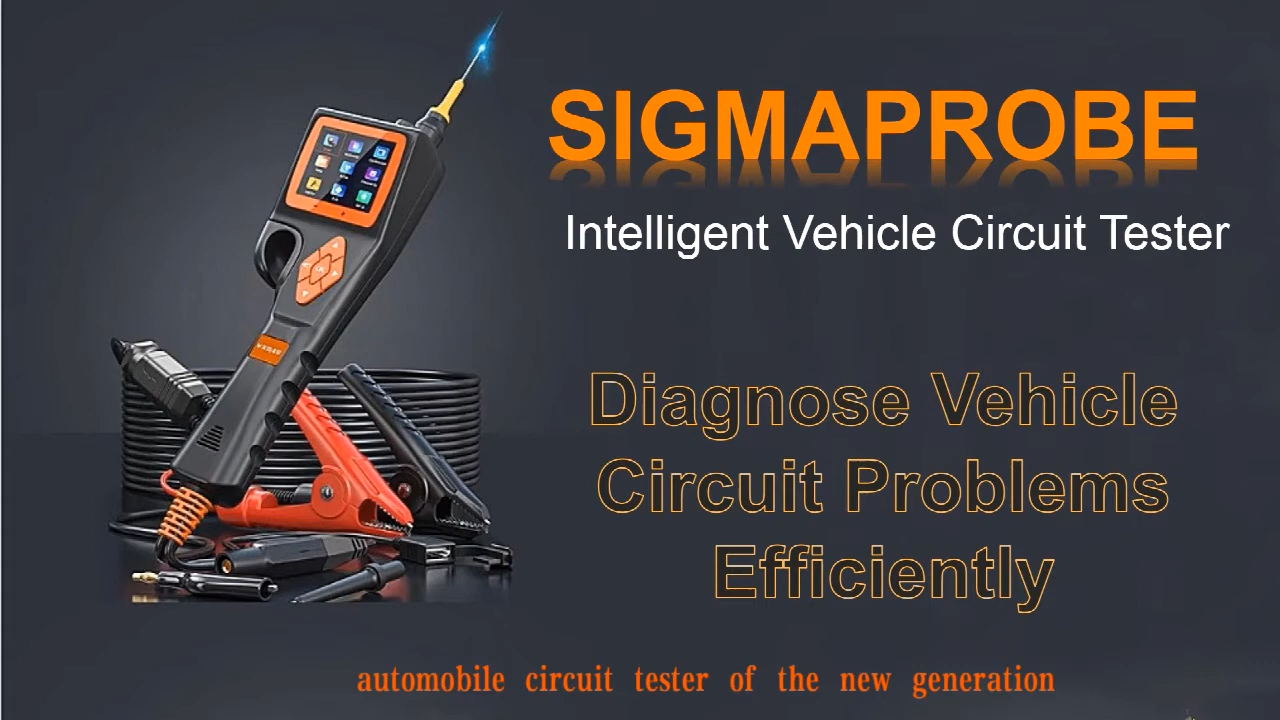 SIGMAPROBE
Intelligent Vehicle Circuit Tester
Diagnose Vehicle
Circuit Problems
Efficiently
automobile circuit tester of the new generation